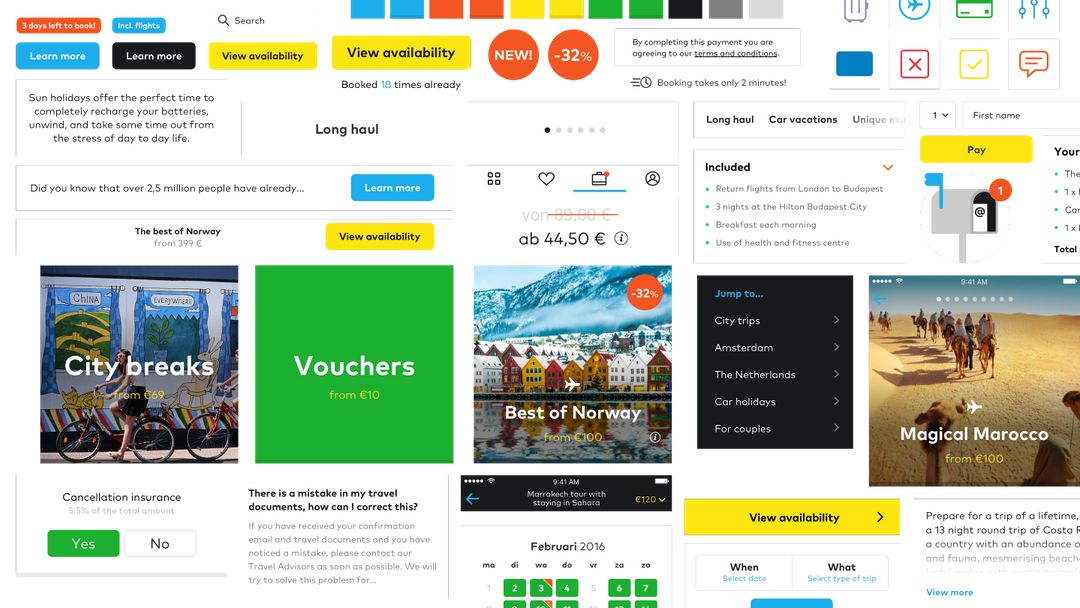 3 days left to book!
Incl. flights
Search
Learn more
Learn more
View availability
View availability
Booked 18 times already
NEW!
-32%
By completing this payment you are
agreeing to our terms and conditions.
Booking takes only 2 minutes!
Sun holidays offer the perfect time to
completely recharge your batteries,
unwind, and take some time out from
the stress of day to day life.
Long haul
Long haul
Car vacations
Unique
1
First name
Pay
Did you know that over 2,5 million people have already...
Learn more
The best of Norway
from 399 €
View availability
von 89,00 €
ab 44,50 €
Included
Return flights from London to Budapest
3 nights at the Hilton Budapest City
Breakfast each morning
Use of health and fitness centre
@
1
Your
The
1 x
Car
1 x
Total
CHINA
EVERYWHERE
City breaks
from €69
Vouchers
from €10
-32%
Best of Norway
from €100
Jump to...
City trips
Amsterdam
The Netherlands
Car holidays
For couples
9:41 AM
Magical Marocco
from €100
Cancellation insurance
5.5% of the total amount
Yes
No
There is a mistake in my travel
documents, how can I correct this?
If you have received your confirmation
email and travel documents and you have
noticed a mistake, please contact our
Travel Advisors as soon as possible. We will
try to solve this problem for...
9:41 AM
Marrakech tour with
staying in Sahara
€120
Februari 2016
ma di wo do vr za zo
1 2 3 4 5 6 7
View availability
When
Select date
What
Select type of trip
Prepare for a trip of a lifetime,
a 13 night round trip of Costa R
a country with an abundance o
and fauna, mesmerising beache
View more